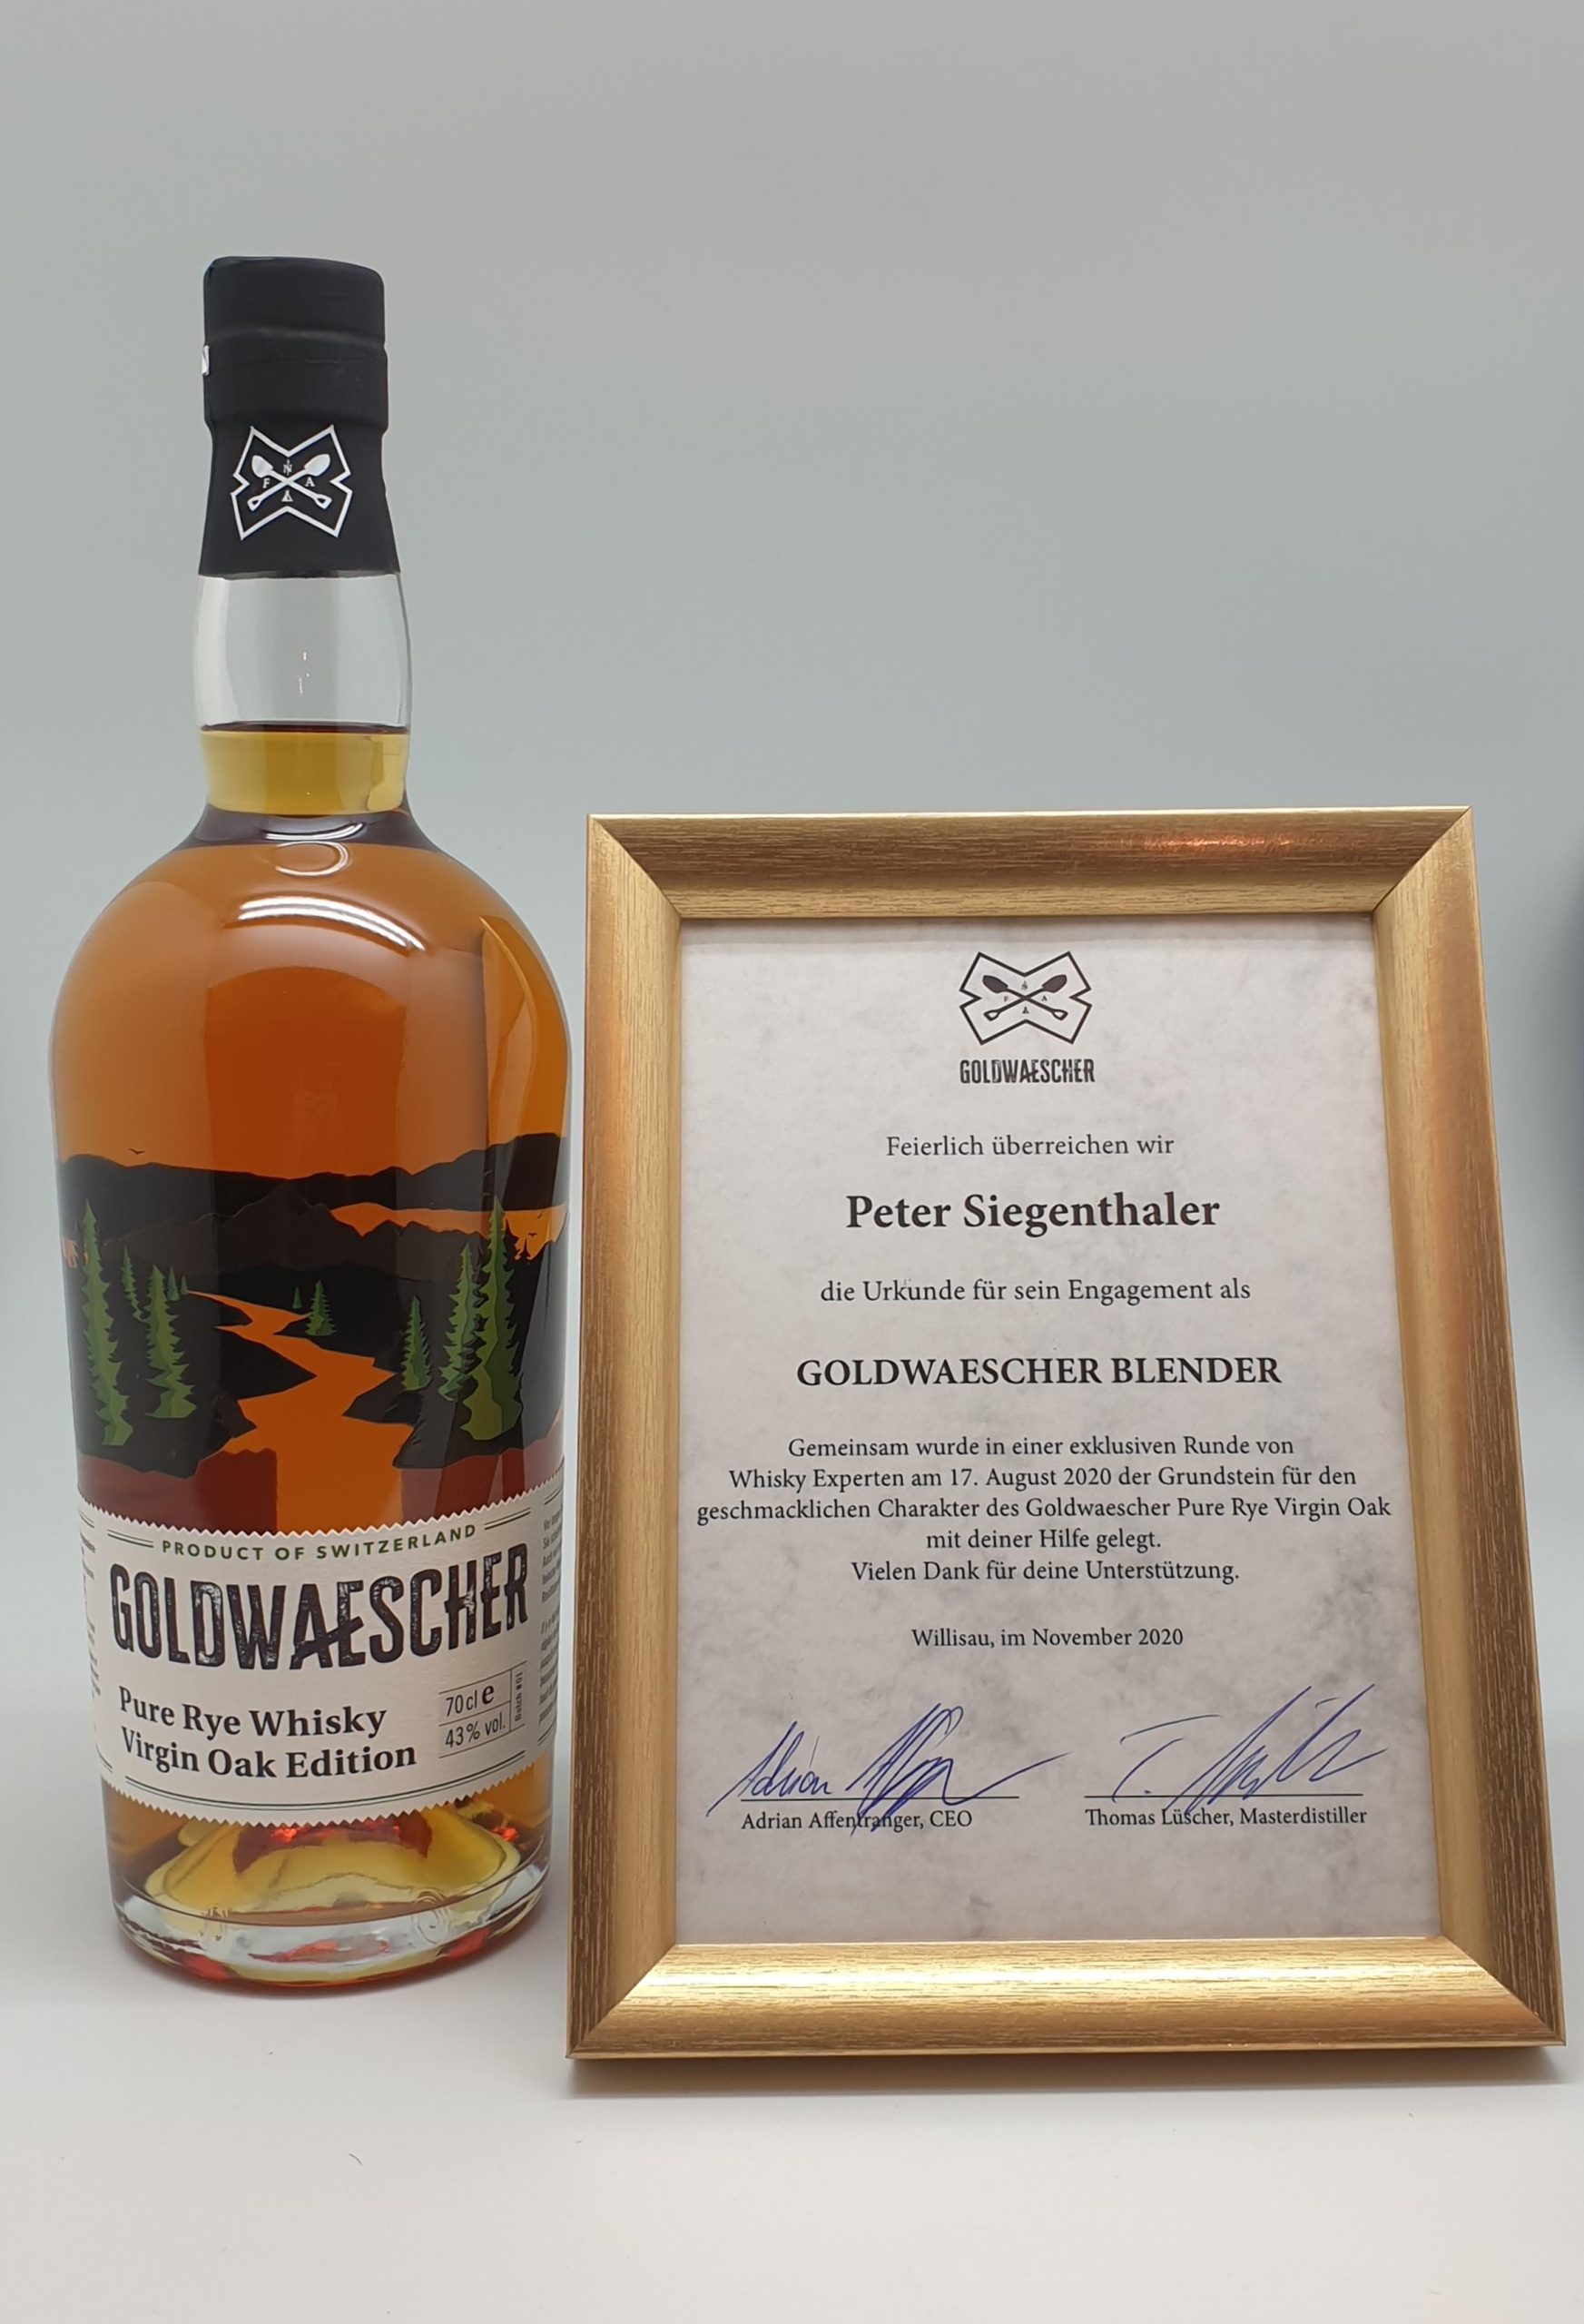 N
F A
PRODUCT OF SWITZERLAND
GOLDWAESCHER
Pure Rye Whisky
Virgin Oak Edition
70cl e
43% vol.
Batch #01
N
F A
GOLDWAESCHER
Feierlich überreichen wir
Peter Siegenthaler
die Urkunde für sein Engagement als
GOLDWAESCHER BLENDER
Gemeinsam wurde in einer exklusiven Runde von
Whisky Experten am 17. August 2020 der Grundstein für den
geschmacklichen Charakter des Goldwaescher Pure Rye Virgin Oak
mit deiner Hilfe gelegt.
Vielen Dank für deine Unterstützung.
Willisau, im November 2020
Adrian
T.
Adrian Affentranger, CEO
Thomas Lüscher, Masterdistiller